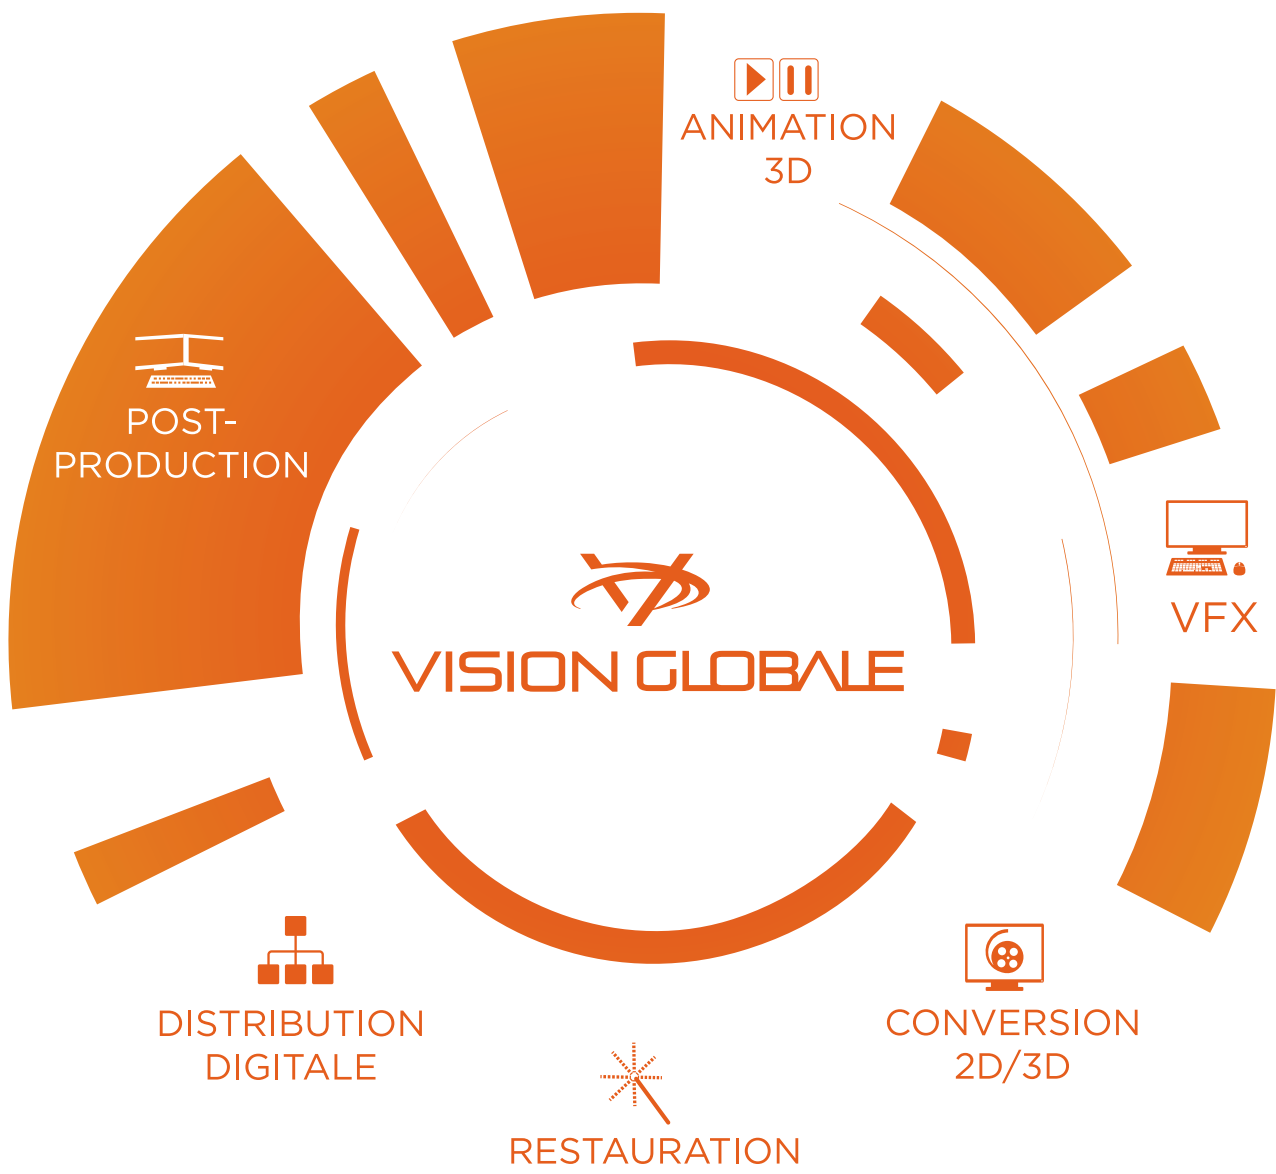 ANIMATION
3D
POST-
PRODUCTION
VFX
VISION GLOBALE
DISTRIBUTION
DIGITALE
CONVERSION
2D/3D
RESTAURATION